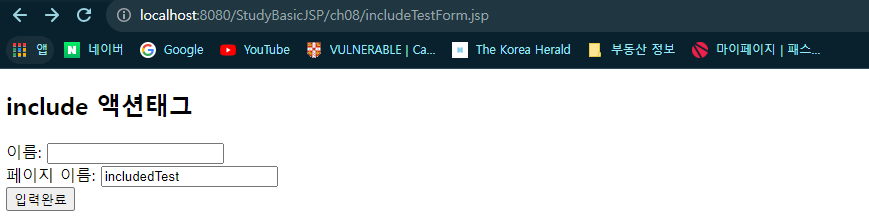 localhost:8080/StudyBasicJSP/ch08/includeTestForm.jsp
앱 네이버 Google YouTube VULNERABLE | Ca... The Korea Herald 부동산 정보 마이페이지 | 패스...
include 액션태그
이름:
페이지 이름: includedTest
입력완료